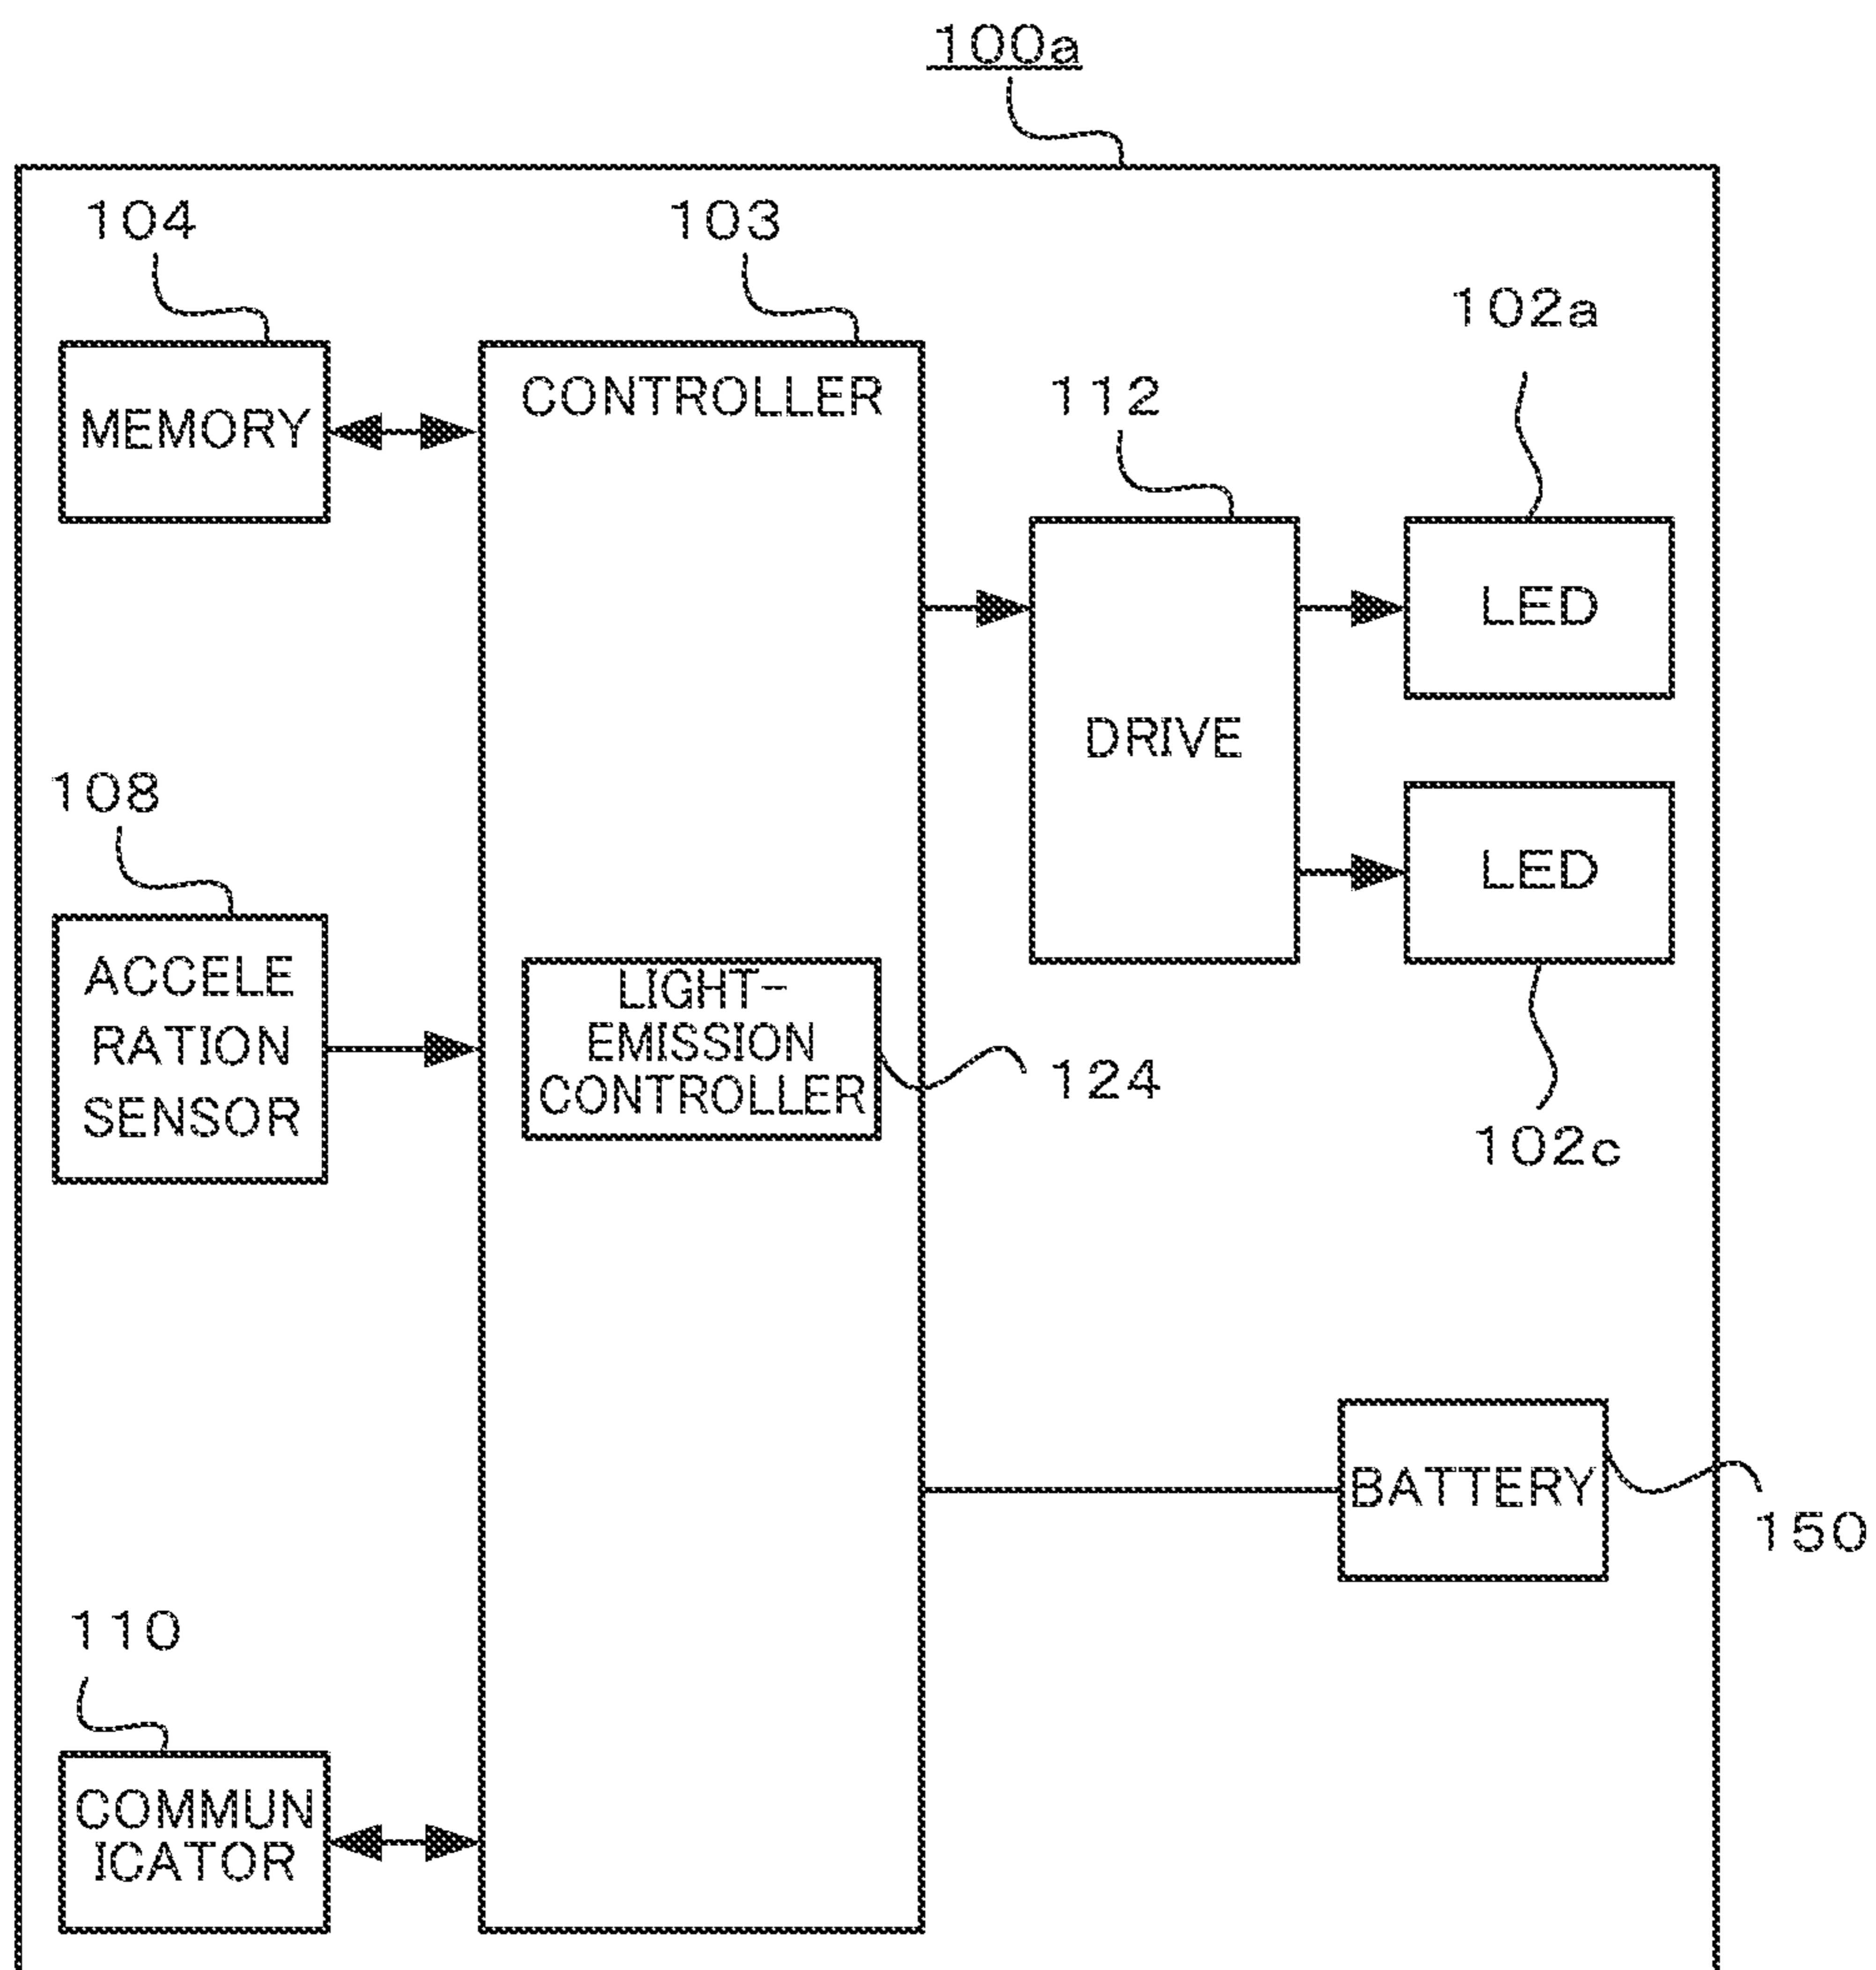 100a
104
103
102a
MEMORY
CONTROLLER
112
LED
DRIVE
108
LED
ACCELE
RATION
SENSOR
LIGHT-
EMISSION
CONTROLLER
124
102c
BATTERY
150
110
COMMUN
ICATOR